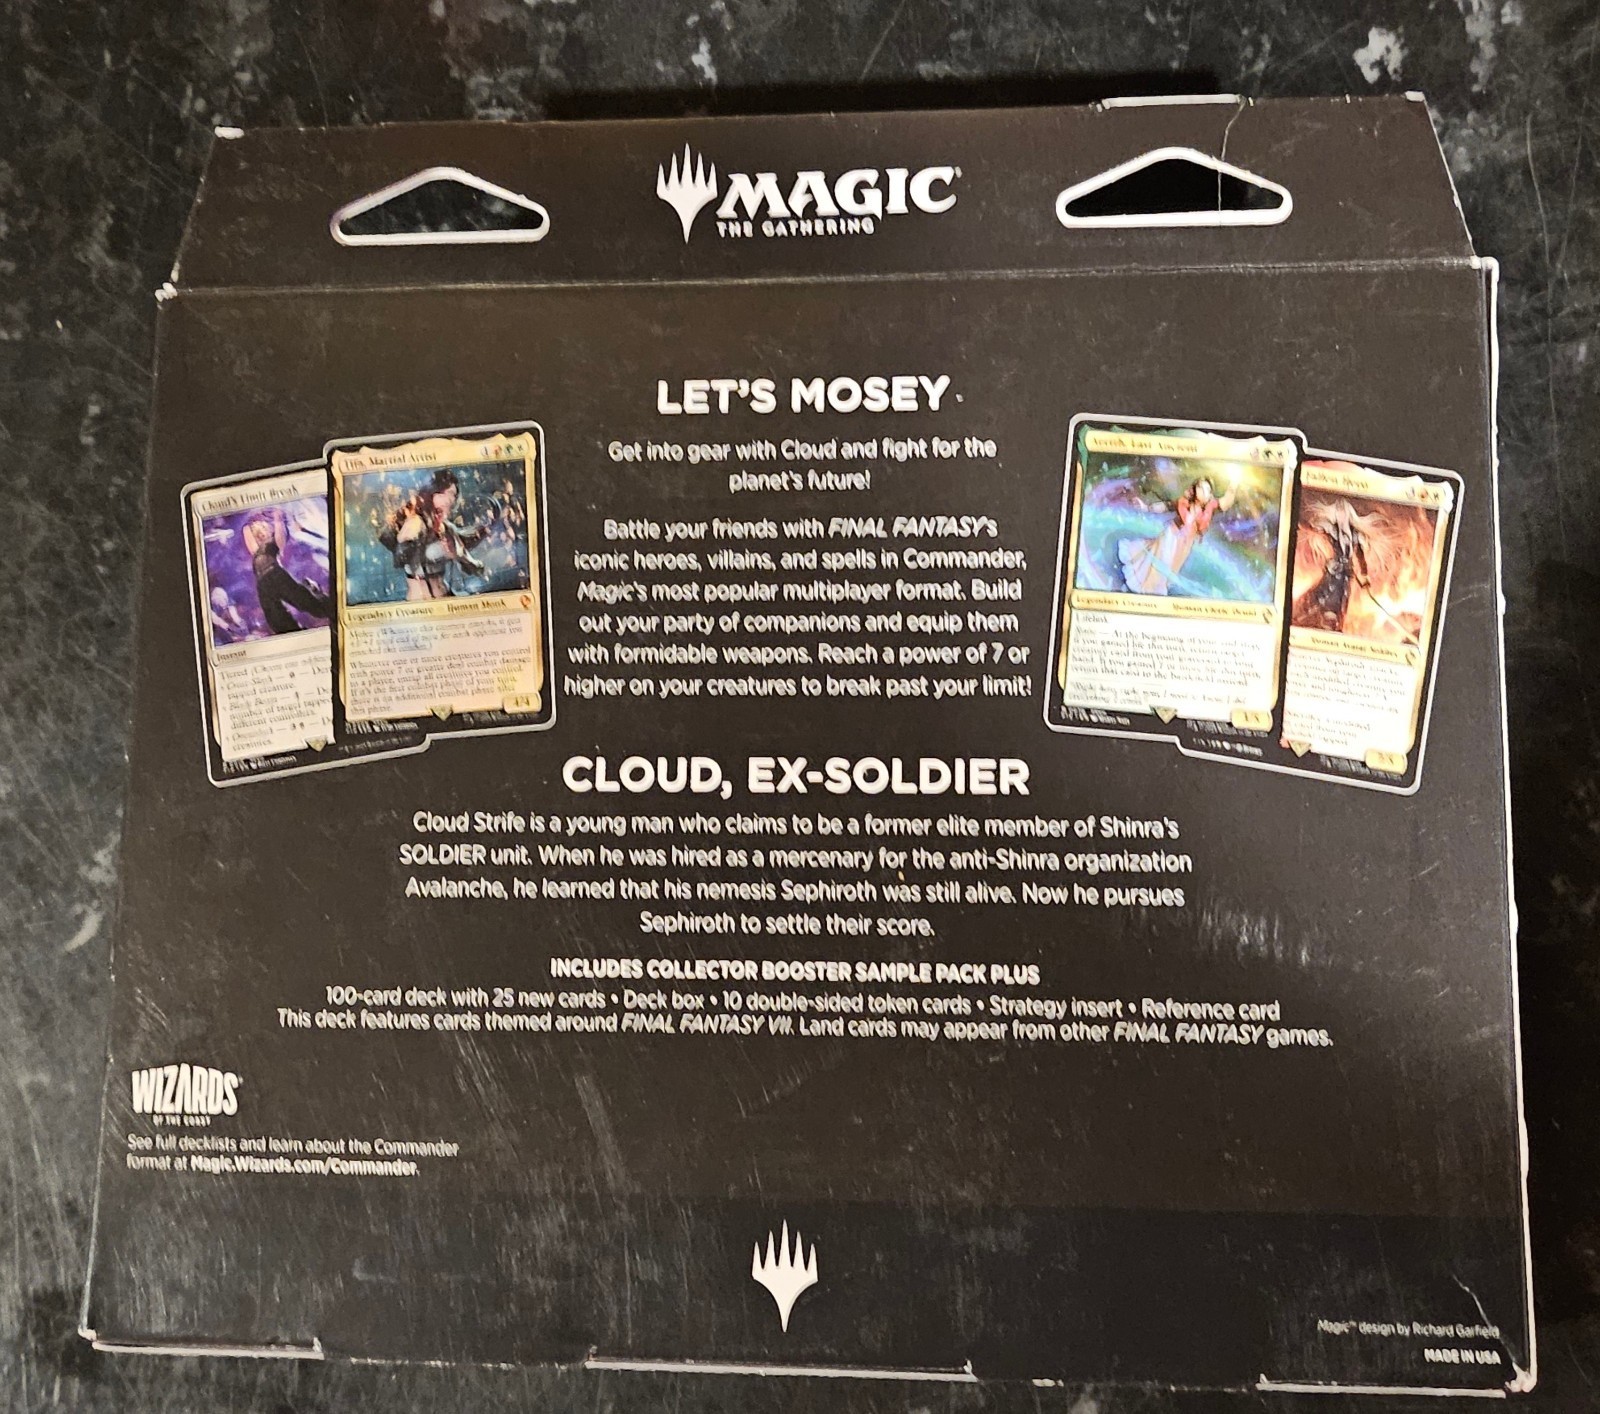 MAGIC
THE GATHERING
LET'S MOSEY
Get into gear with Cloud and fight for the
planet's future!
Battle your friends with FINAL FANTASY's
iconic heroes, villains, and spells in Commander,
Magic's most popular multiplayer format. Build
out your party of companions and equip them
with formidable weapons. Reach a power of 7 or
higher on your creatures to break past your limit!
Cloud's Limit Break
Instant
Tifa, Martial Artist
Legendary Creature — Human Monk
4/4
Aerith, Last Ancient
Legendary Creature — Human Cleric Druid
Lifelink
CLOUD, EX-SOLDIER
Cloud Strife is a young man who claims to be a former elite member of Shinra's
SOLDIER unit. When he was hired as a mercenary for the anti-Shinra organization
Avalanche, he learned that his nemesis Sephiroth was still alive. Now he pursues
Sephiroth to settle their score.
INCLUDES COLLECTOR BOOSTER SAMPLE PACK PLUS
100-card deck with 25 new cards • Deck box • 10 double-sided token cards • Strategy insert • Reference card
This deck features cards themed around FINAL FANTASY VII. Land cards may appear from other FINAL FANTASY games.
WIZARDS
OF THE COAST
See full decklists and learn about the Commander
format at Magic.Wizards.com/Commander.
Magic™ design by Richard Garfield
MADE IN USA